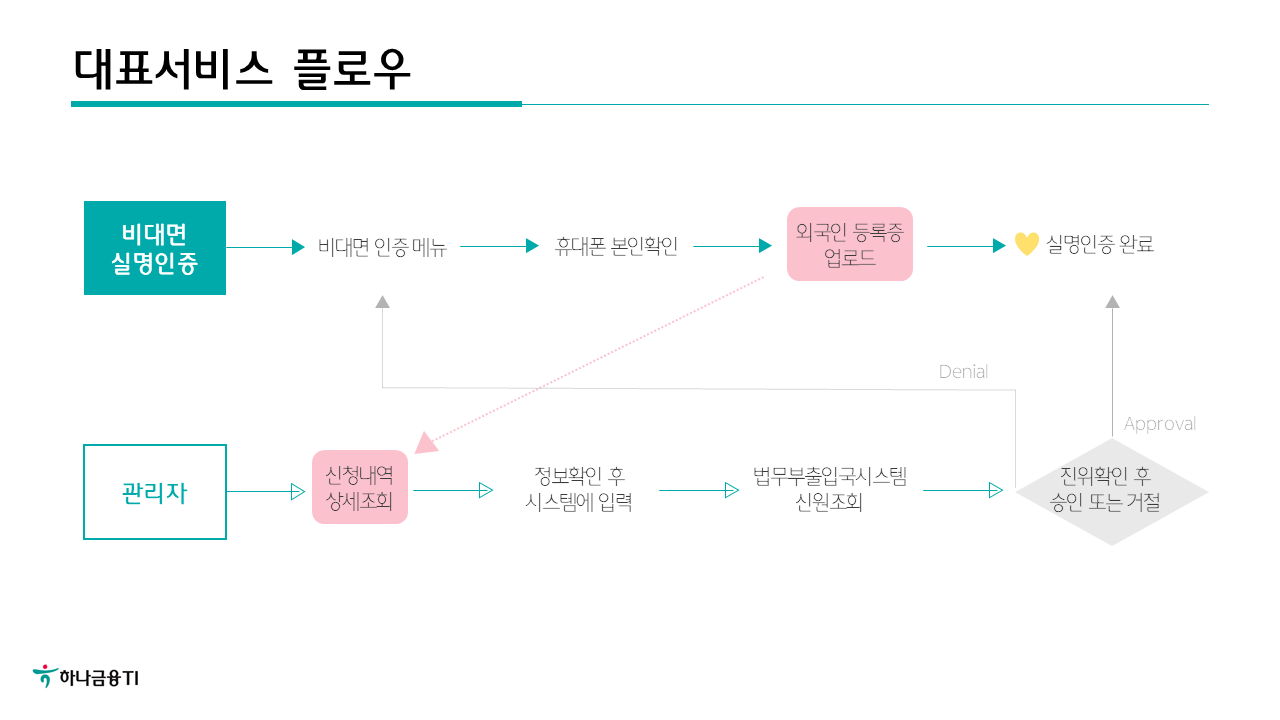 대표서비스 플로우
비대면
실명인증
비대면 인증 메뉴
휴대폰 본인확인
외국인 등록증
업로드
실명인증 완료
Denial
Approval
관리자
신청내역
상세조회
정보확인 후
시스템에 입력
법무부출입국시스템
신원조회
진위확인 후
승인 또는 거절
하나금융TI